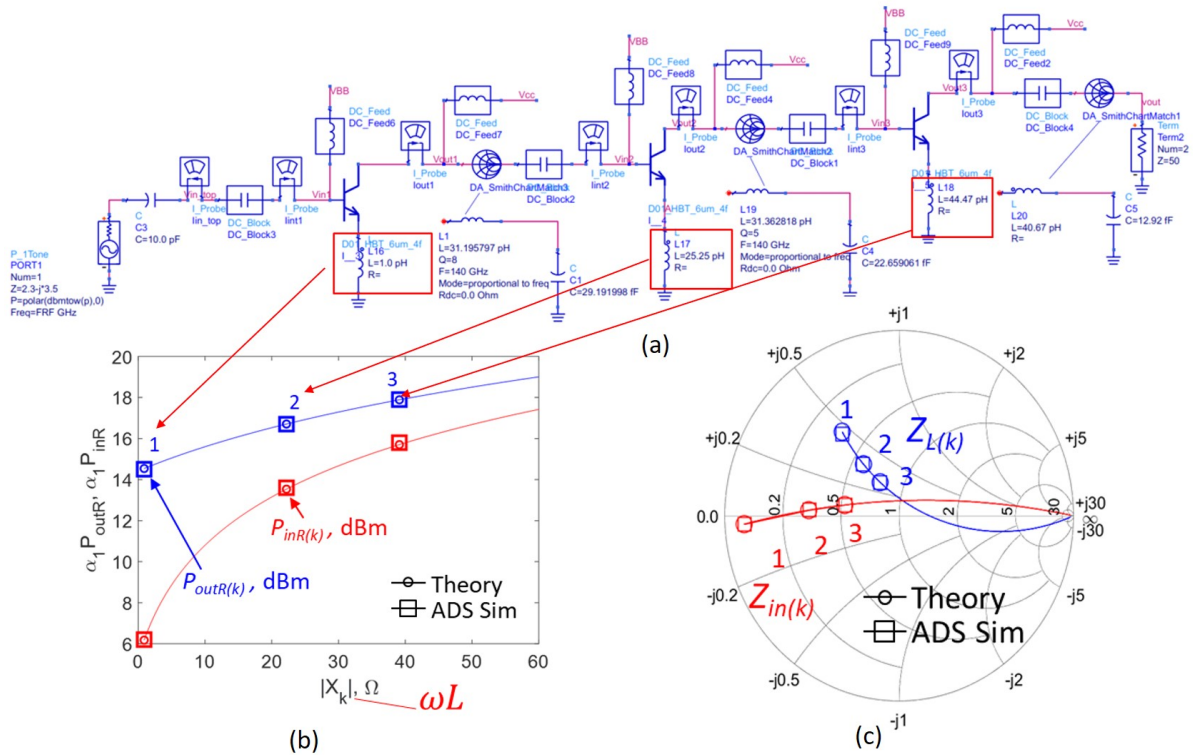 VBB
DC_Feed
DC_Feed6
DC_Feed
DC_Feed7
Vcc
I_Probe
Iout1
Vout1
DA_SmithChartMatch3
DC_Block2
I_Probe
Iint2
C
C3
C=10.0 pF
Vin_top
I_Probe
Iin_top
DC_Block
DC_Block3
I_Probe
Iint1
Vin1
P_1Tone
PORT1
Num=1
Z=2.3-j*3.5
P=polar(dbmtow(p),0)
Freq=FRF GHz
D01_HBT_6um_4f
L16
L=1.0 pH
R=
L
L1
L=31.195797 pH
Q=8
F=140 GHz
Mode=proportional to freq
Rdc=0.0 Ohm
C
C1
C=29.191998 fF
VBB
DC_Feed
DC_Feed8
DC_Feed
DC_Feed4
Vcc
Vin2
Vout2
I_Probe
Iout2
DA_SmithChartMatch2
DC_Block1
I_Probe
Iint3
HBT_6um_4f
L17
L=25.25 pH
R=
L
L19
L=31.362818 pH
Q=5
F=140 GHz
Mode=proportional to freq
Rdc=0.0 Ohm
C
C4
C=22.659061 fF
VBB
DC_Feed
DC_Feed9
DC_Feed
DC_Feed2
Vcc
Vin3
Vout3
I_Probe
Iout3
DC_Block
DC_Block4
DA_SmithChartMatch1
vout
Term
Term2
Num=2
Z=50
HBT_6um_4f
L18
L=44.47 pH
R=
L
L20
L=40.67 pH
R=
C
C5
C=12.92 fF
(a)
20
18
16
14
12
10
8
6
α1PoutR, α1PinR
1
2
3
PinR(k), dBm
PoutR(k), dBm
Theory
ADS Sim
0
10
20
30
40
50
60
|Xk|, Ω
ωL
(b)
+j1
+j0.5
+j2
+j0.2
+j5
0.0
0.2
0.5
1
2
5
30
+j30
∞
-j30
-j0.2
-j5
-j0.5
-j2
-j1
1
2
3
ZL(k)
1
2
3
Zin(k)
Theory
ADS Sim
(c)